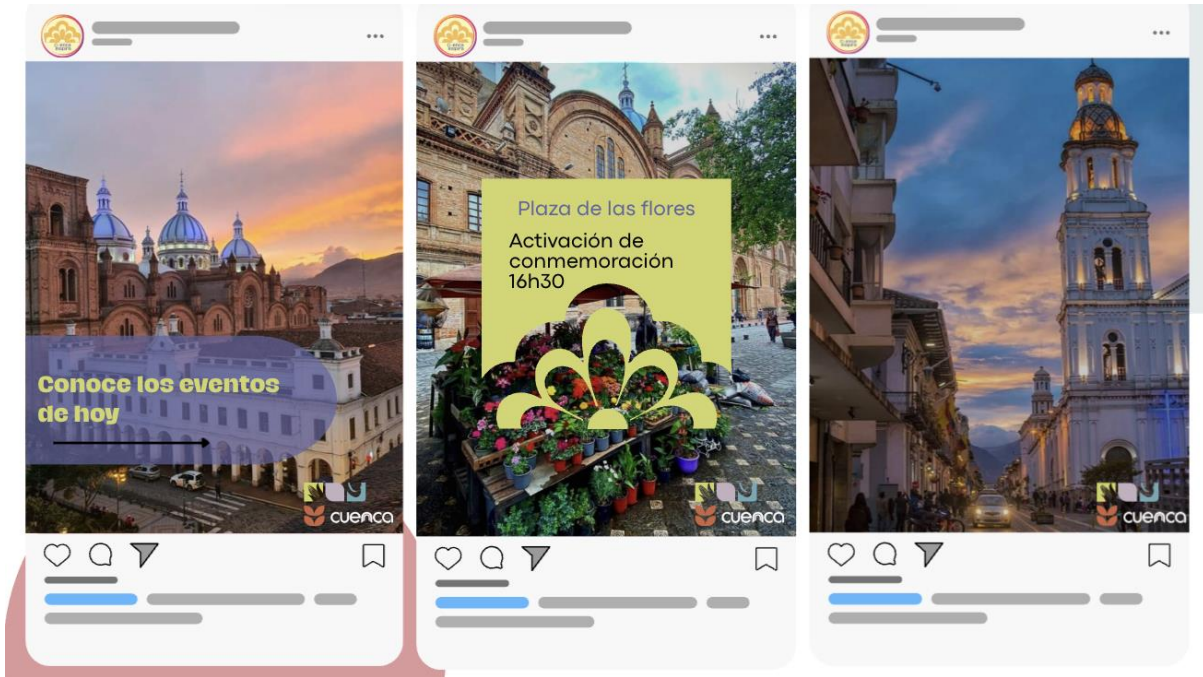 Conoce los eventos
de hoy
cuenca
Plaza de las flores
Activación de
conmemoración
16h30
cuenca
cuenca